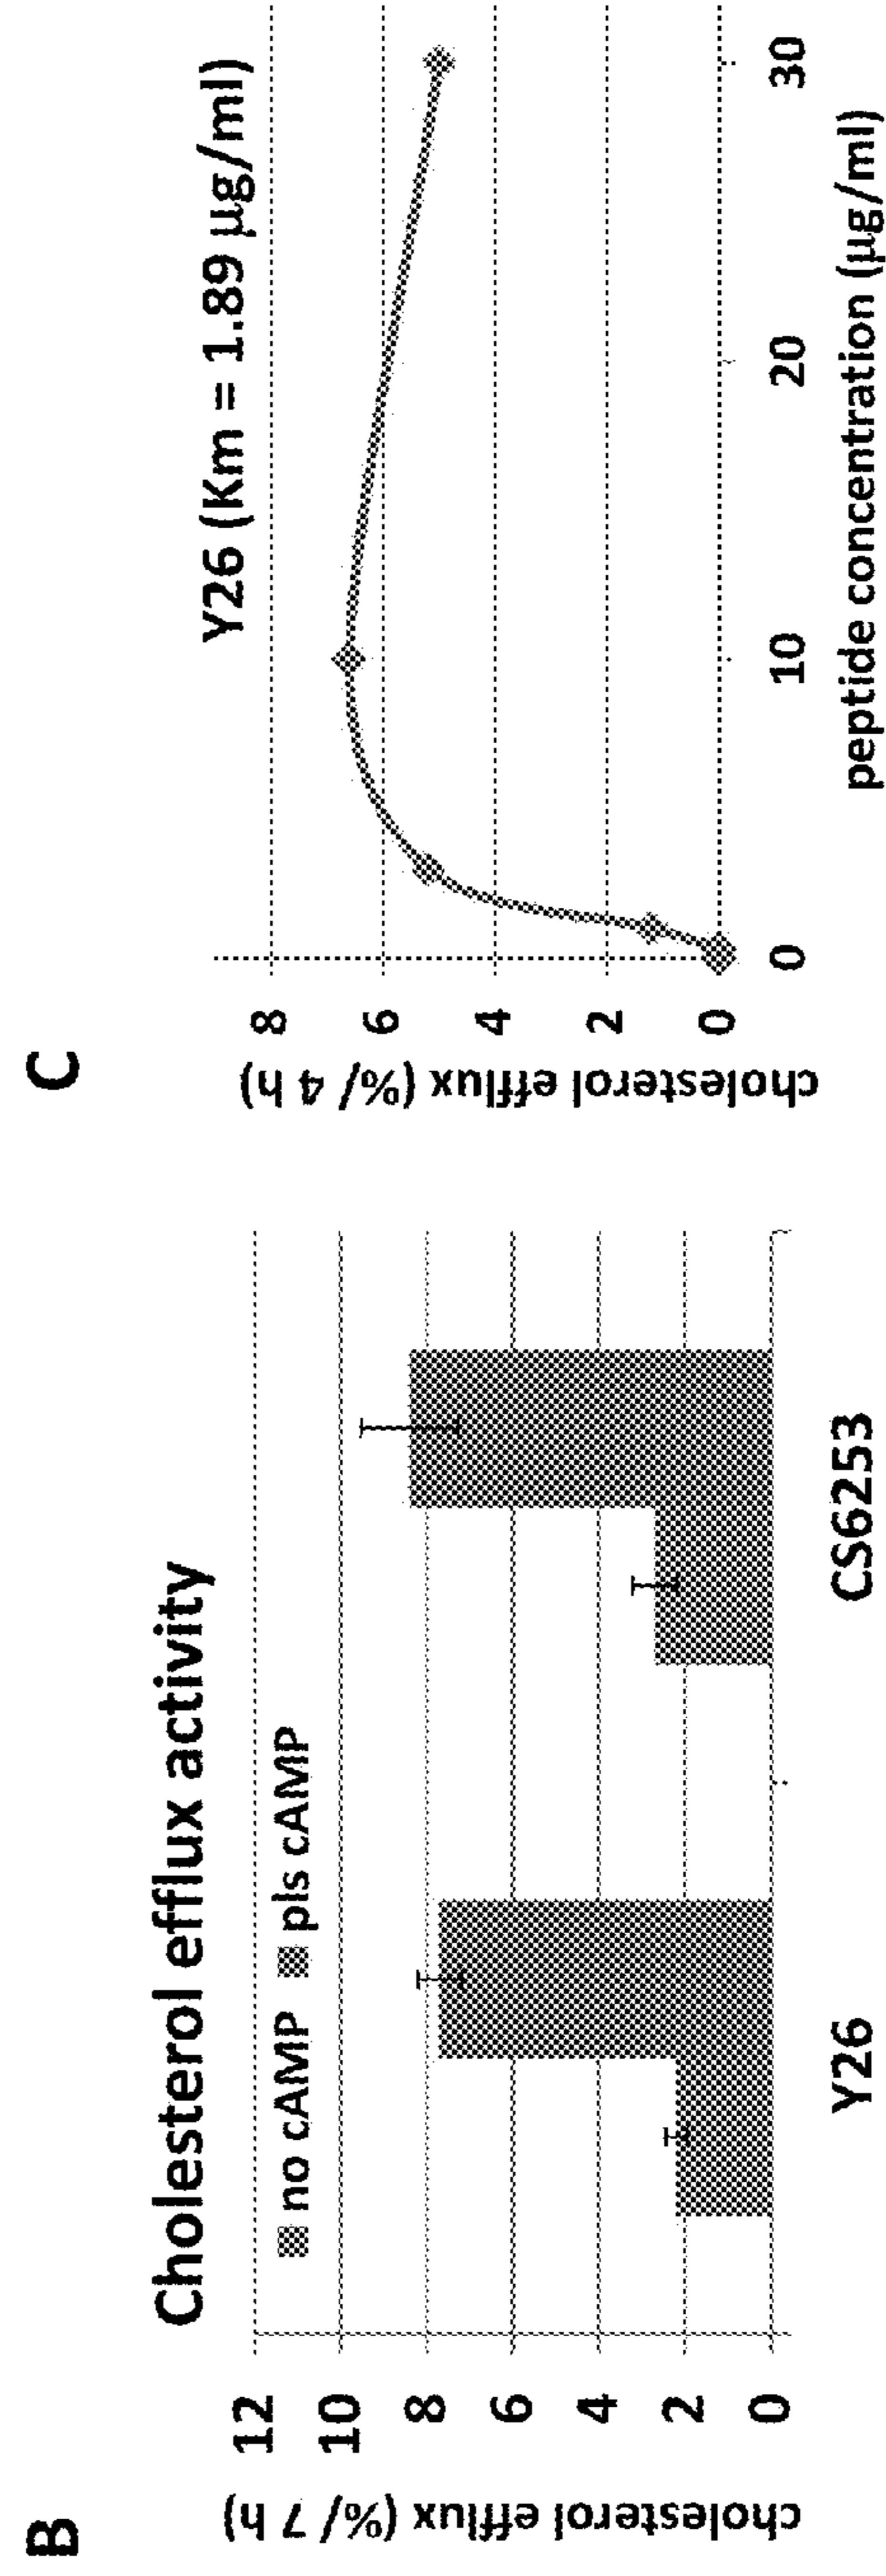 B
Cholesterol efflux activity
no cAMP pls cAMP
12
10
8
6
4
2
0
cholesterol efflux (%/ 7 h)
Y26 CS6253
C
Y26 (Km = 1.89 µg/ml)
8
6
4
2
0
cholesterol efflux (%/ 4 h)
0 10 20 30
peptide concentration (µg/ml)